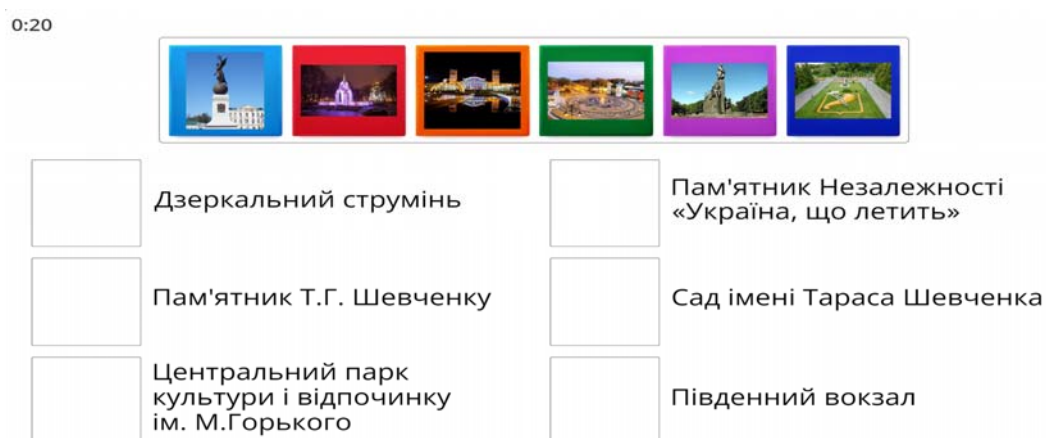 0:20
Дзеркальний струмінь
Пам'ятник Незалежності
«Україна, що летить»
Пам'ятник Т.Г. Шевченку
Сад імені Тараса Шевченка
Центральний парк
культури і відпочинку
ім. М.Горького
Південний вокзал